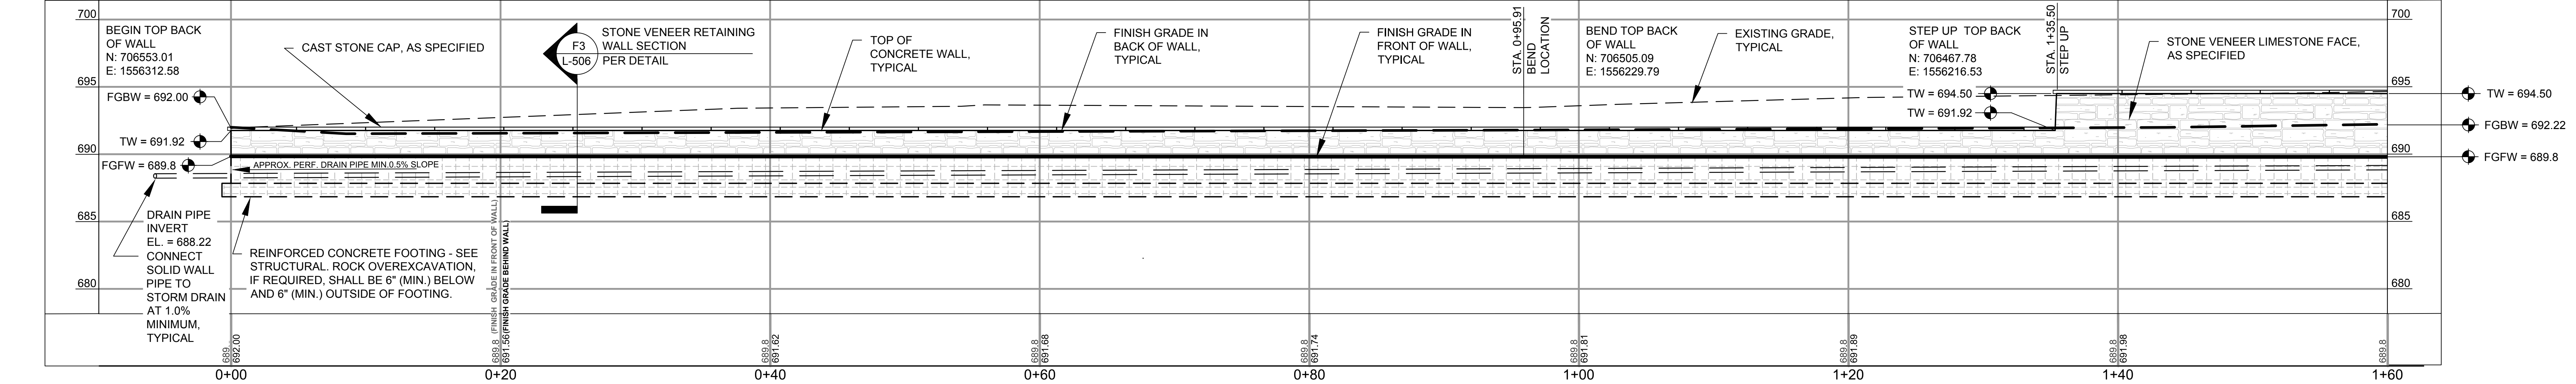 700
695
690
685
680
BEGIN TOP BACK
OF WALL
N: 706553.01
E: 1556312.58
FGBW = 692.00
TW = 691.92
FGFW = 689.8
CAST STONE CAP, AS SPECIFIED
F3
L-506
STONE VENEER RETAINING
WALL SECTION
PER DETAIL
TOP OF
CONCRETE WALL,
TYPICAL
FINISH GRADE IN
BACK OF WALL,
TYPICAL
FINISH GRADE IN
FRONT OF WALL,
TYPICAL
STA. 0+95.91
BEND
LOCATION
BEND TOP BACK
OF WALL
N: 706505.09
E: 1556229.79
EXISTING GRADE,
TYPICAL
STEP UP TOP BACK
OF WALL
N: 706467.78
E: 1556216.53
TW = 694.50
TW = 691.92
STA. 1+35.50
STEP UP
STONE VENEER LIMESTONE FACE,
AS SPECIFIED
700
695
690
685
680
TW = 694.50
FGBW = 692.22
FGFW = 689.8
APPROX. PERF. DRAIN PIPE MIN.0.5% SLOPE
DRAIN PIPE
INVERT
EL. = 688.22
CONNECT
SOLID WALL
PIPE TO
STORM DRAIN
AT 1.0%
MINIMUM,
TYPICAL
REINFORCED CONCRETE FOOTING - SEE
STRUCTURAL. ROCK OVEREXCAVATION,
IF REQUIRED, SHALL BE 6" (MIN.) BELOW
AND 6" (MIN.) OUTSIDE OF FOOTING.
689.8
692.00
689.8 (FINISH GRADE IN FRONT OF WALL)
691.56 (FINISH GRADE BEHIND WALL)
689.8
691.62
689.8
691.68
689.8
691.74
689.8
691.81
689.8
691.89
689.8
691.98
689.8
0+00
0+20
0+40
0+60
0+80
1+00
1+20
1+40
1+60